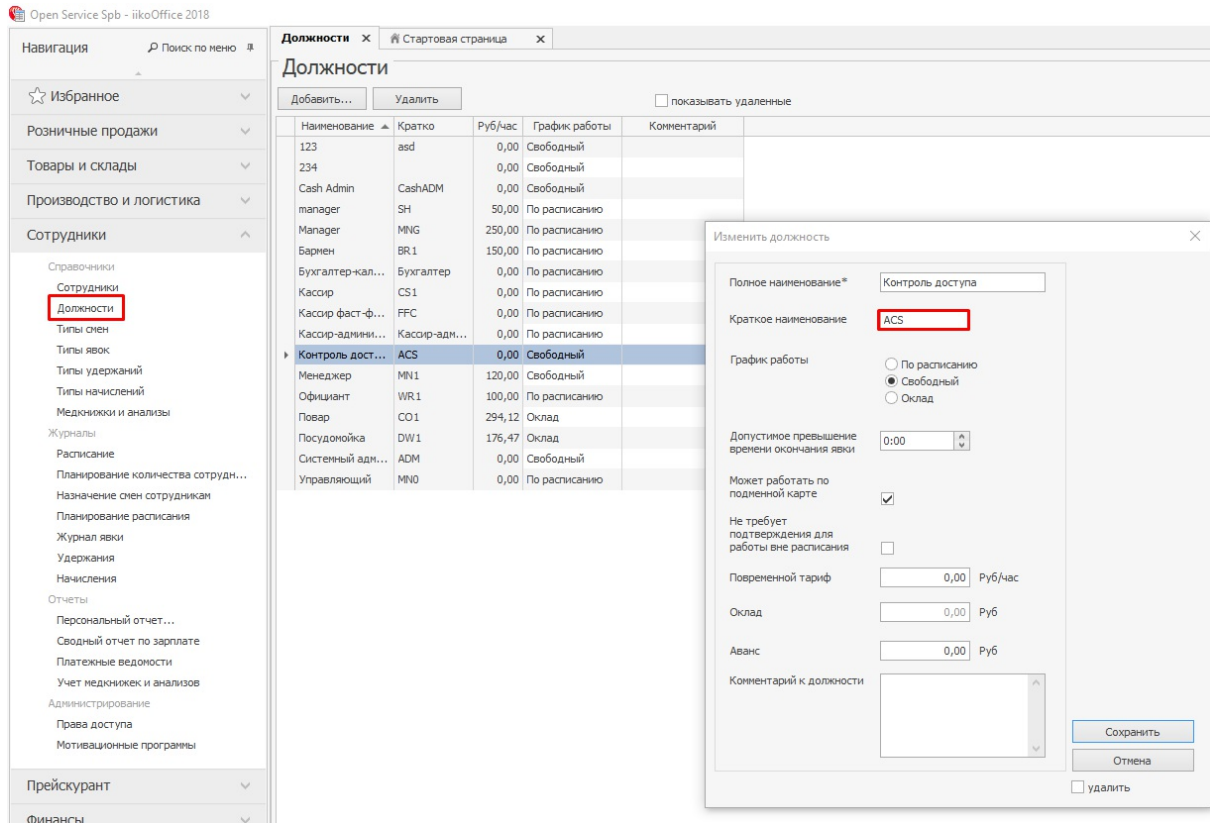 Open Service Spb - iikoOffice 2018
Навигация
Поиск по меню
Избранное
Розничные продажи
Товары и склады
Производство и логистика
Сотрудники
Справочники
Сотрудники
Должности
Типы смен
Типы явок
Типы удержаний
Типы начислений
Медкнижки и анализы
Журналы
Расписание
Планирование количества сотрудн...
Назначение смен сотрудникам
Планирование расписания
Журнал явки
Удержания
Начисления
Отчеты
Персональный отчет...
Сводный отчет по зарплате
Платежные ведомости
Учет медкнижек и анализов
Администрирование
Права доступа
Мотивационные программы
Прейскурант
Финансы
Должности Стартовая страница
Должности
Добавить... Удалить показывать удаленные
Наименование Кратко Руб/час График работы Комментарий
123 asd 0,00 Свободный
234 0,00 Свободный
Cash Admin CashADM 0,00 Свободный
manager SH 50,00 По расписанию
Manager MNG 250,00 По расписанию
Бармен BR1 150,00 По расписанию
Бухгалтер-кал... Бухгалтер 0,00 По расписанию
Кассир CS1 0,00 По расписанию
Кассир фаст-ф... FFC 0,00 По расписанию
Кассир-админи... Кассир-адм... 0,00 По расписанию
Контроль дост... ACS 0,00 Свободный
Менеджер MN1 120,00 Свободный
Официант WR1 100,00 По расписанию
Повар CO1 294,12 Оклад
Посудомойка DW1 176,47 Оклад
Системный адм... ADM 0,00 Свободный
Управляющий MN0 0,00 По расписанию
Изменить должность
Полное наименование* Контроль доступа
Краткое наименование ACS
График работы
По расписанию
Свободный
Оклад
Допустимое превышение
времени окончания явки 0:00
Может работать по
подменной карте
Не требует
подтверждения для
работы вне расписания
Повременной тариф 0,00 Руб/час
Оклад 0,00 Руб
Аванс 0,00 Руб
Комментарий к должности
Сохранить
Отмена
удалить